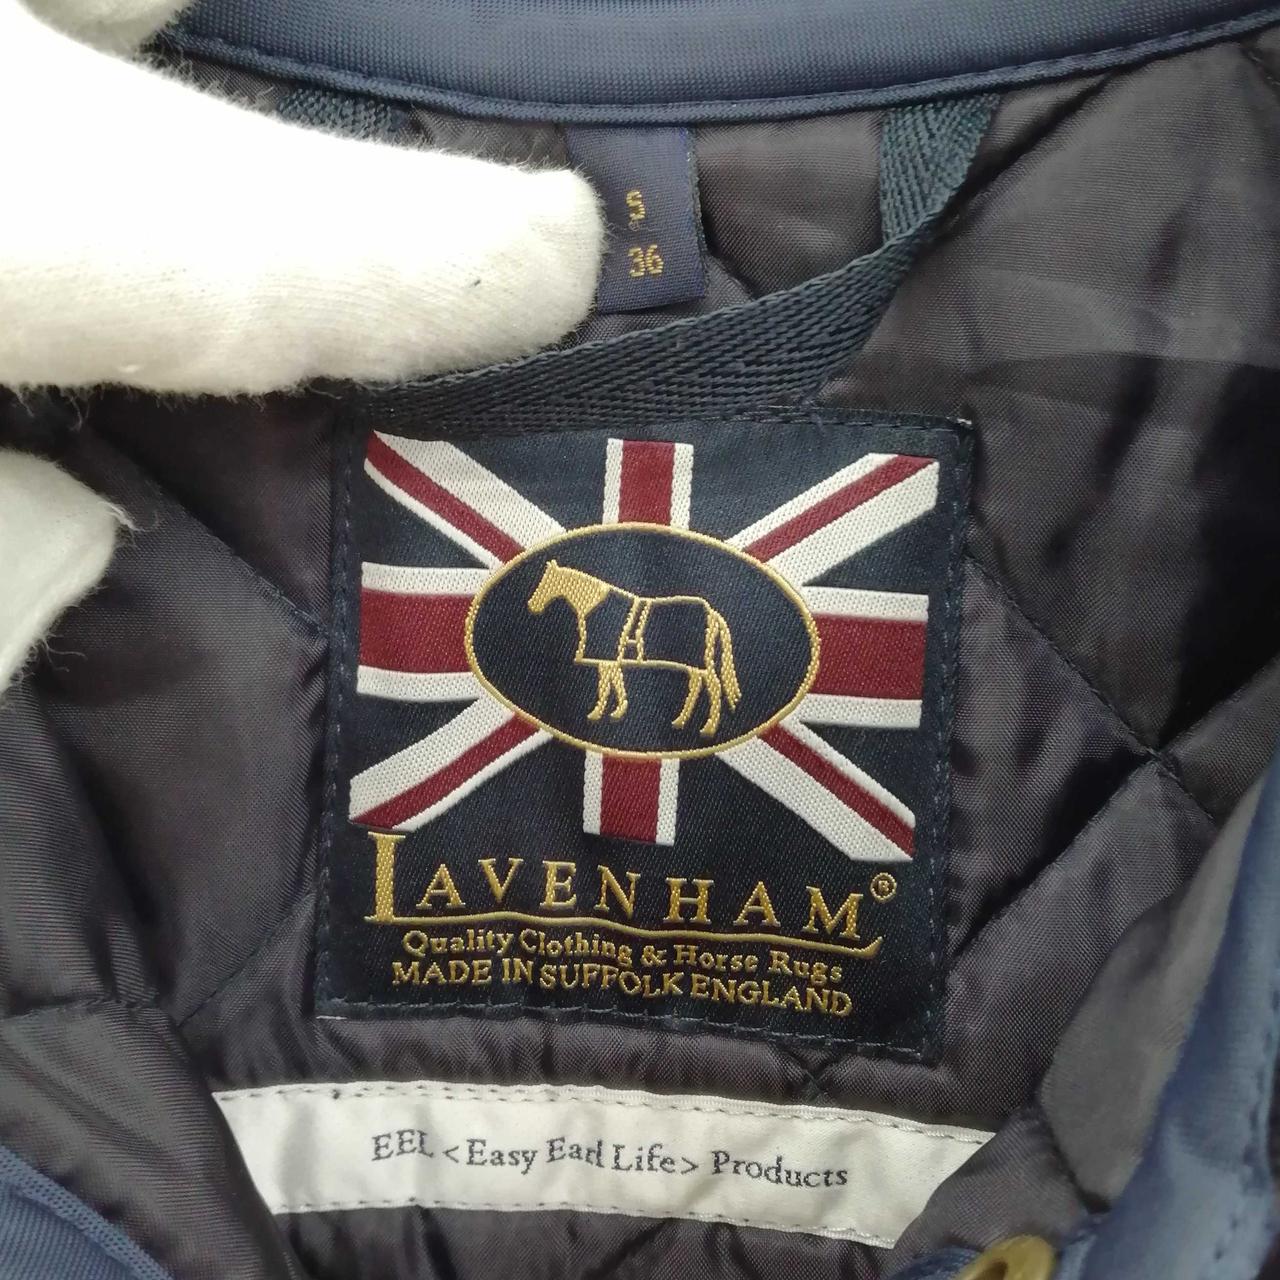 S
36
LAVENHAM®
Quality Clothing & Horse Rugs
MADE IN SUFFOLK ENGLAND
EEL <Easy Earl Life> Products